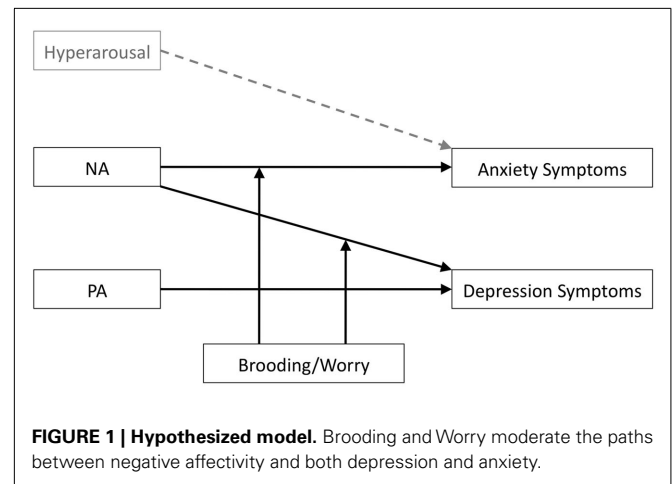 Hyperarousal
NA
Anxiety Symptoms
PA
Depression Symptoms
Brooding/Worry
FIGURE 1 | Hypothesized model. Brooding and Worry moderate the paths
between negative affectivity and both depression and anxiety.